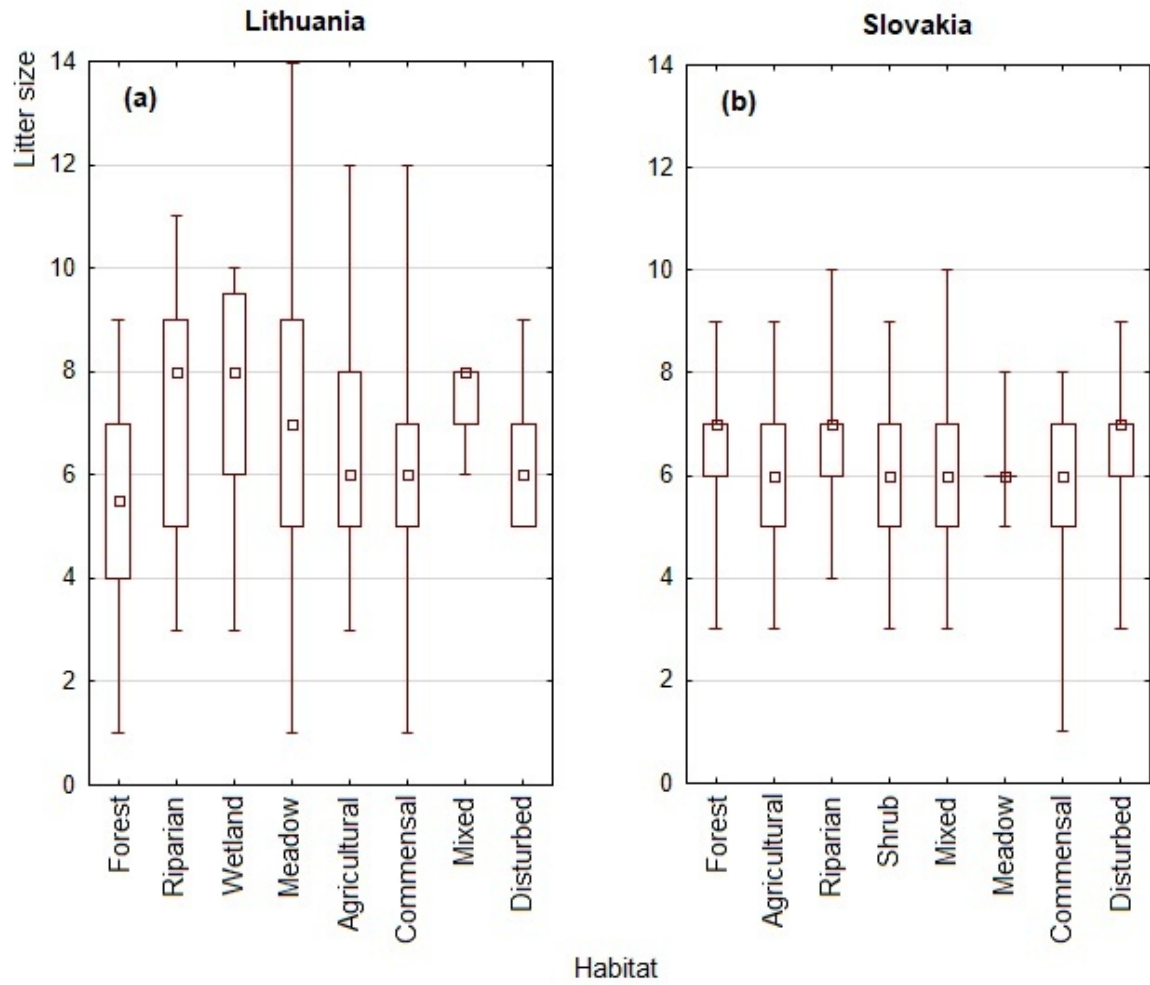 Lithuania
Litter size
(a)
14
12
10
8
6
4
2
0
Forest
Riparian
Wetland
Meadow
Agricultural
Commensal
Mixed
Disturbed
Slovakia
(b)
14
12
10
8
6
4
2
0
Forest
Agricultural
Riparian
Shrub
Mixed
Meadow
Commensal
Disturbed
Habitat